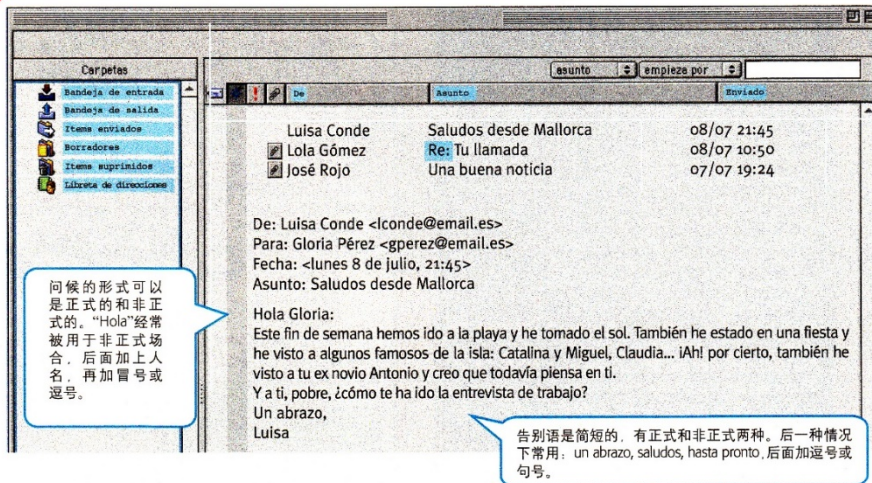 Carpetas
Bandeja de entrada
Bandeja de salida
Items enviados
Borradores
Items suprimidos
Libreta de direcciones
asunto
empieza por
De
Asunto
Enviado
Luisa Conde Saludos desde Mallorca 08/07 21:45
Lola Gómez Re: Tu llamada 08/07 10:50
José Rojo Una buena noticia 07/07 19:24
De: Luisa Conde <lconde@email.es>
Para: Gloria Pérez <gperez@email.es>
Fecha: <lunes 8 de julio, 21:45>
Asunto: Saludos desde Mallorca
Hola Gloria:
Este fin de semana hemos ido a la playa y he tomado el sol. También he estado en una fiesta y
he visto a algunos famosos de la isla: Catalina y Miguel, Claudia... ¡Ah! por cierto, también he
visto a tu ex novio Antonio y creo que todavía piensa en ti.
Y a ti, pobre, ¿cómo te ha ido la entrevista de trabajo?
Un abrazo,
Luisa
问候的形式可以
是正式的和非正
式的。“Hola”经常
被用于非正式场
合，后面加上人
名，再加冒号或
逗号。
告别语是简短的，有正式和非正式两种。后一种情况
下常用：un abrazo, saludos, hasta pronto,后面加逗号或
句号。